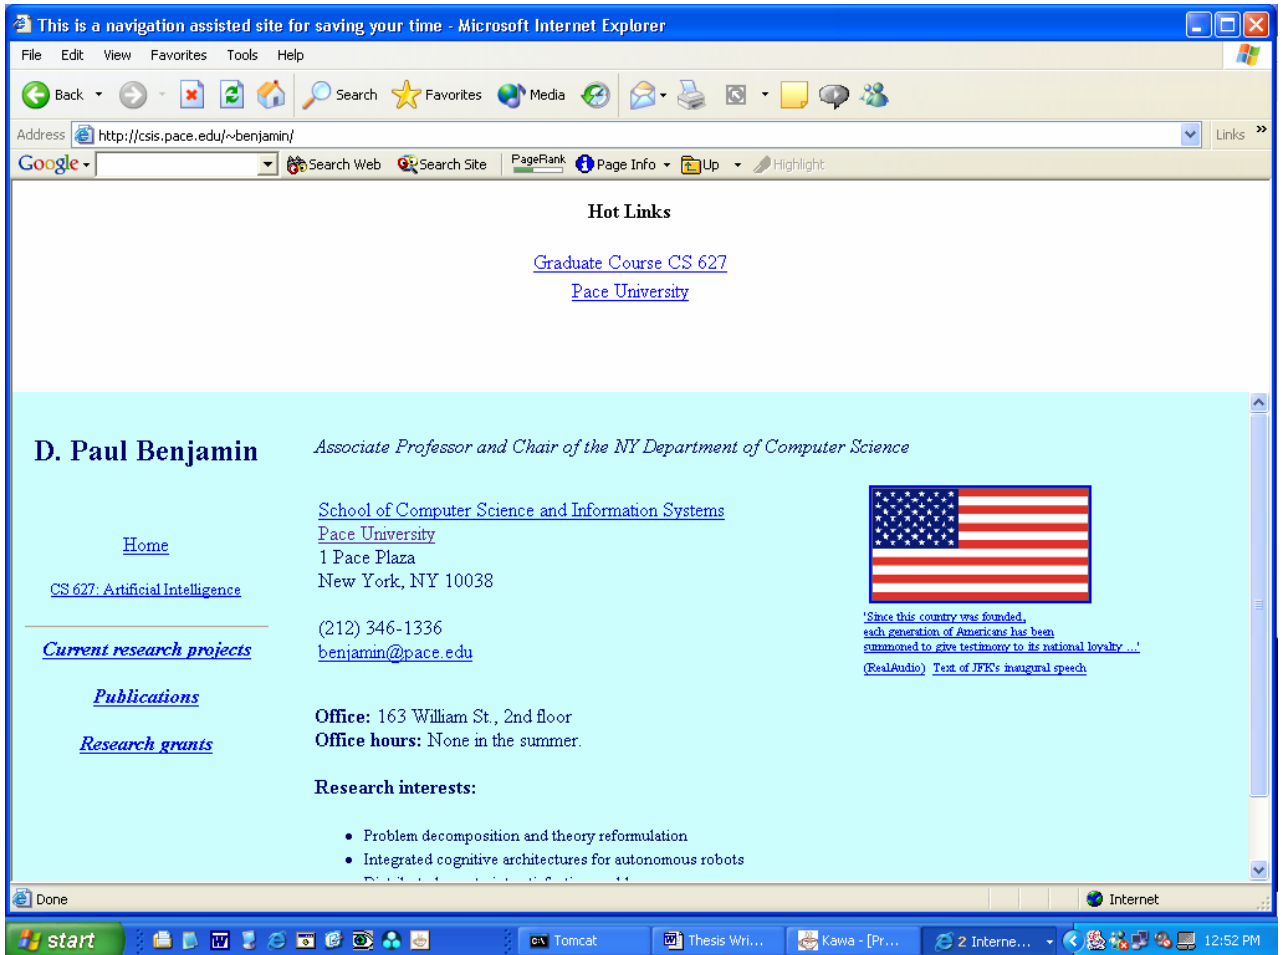 This is a navigation assisted site for saving your time - Microsoft Internet Explorer
File Edit View Favorites Tools Help
Back Search Favorites Media
Address http://csis.pace.edu/~benjamin/ Links »
Google Search Web Search Site PageRank Page Info Up Highlight
Hot Links
Graduate Course CS 627
Pace University
D. Paul Benjamin
Home
CS 627: Artificial Intelligence
Current research projects
Publications
Research grants
Associate Professor and Chair of the NY Department of Computer Science
School of Computer Science and Information Systems
Pace University
1 Pace Plaza
New York, NY 10038
(212) 346-1336
benjamin@pace.edu
'Since this country was founded,
each generation of Americans has been
summoned to give testimony to its national loyalty ...'
(RealAudio) Text of JFK's inaugural speech
Office: 163 William St., 2nd floor
Office hours: None in the summer.
Research interests:
• Problem decomposition and theory reformulation
• Integrated cognitive architectures for autonomous robots
Done Internet
start Tomcat Thesis Wri... Kawa - [Pr... 2 Interne... 12:52 PM